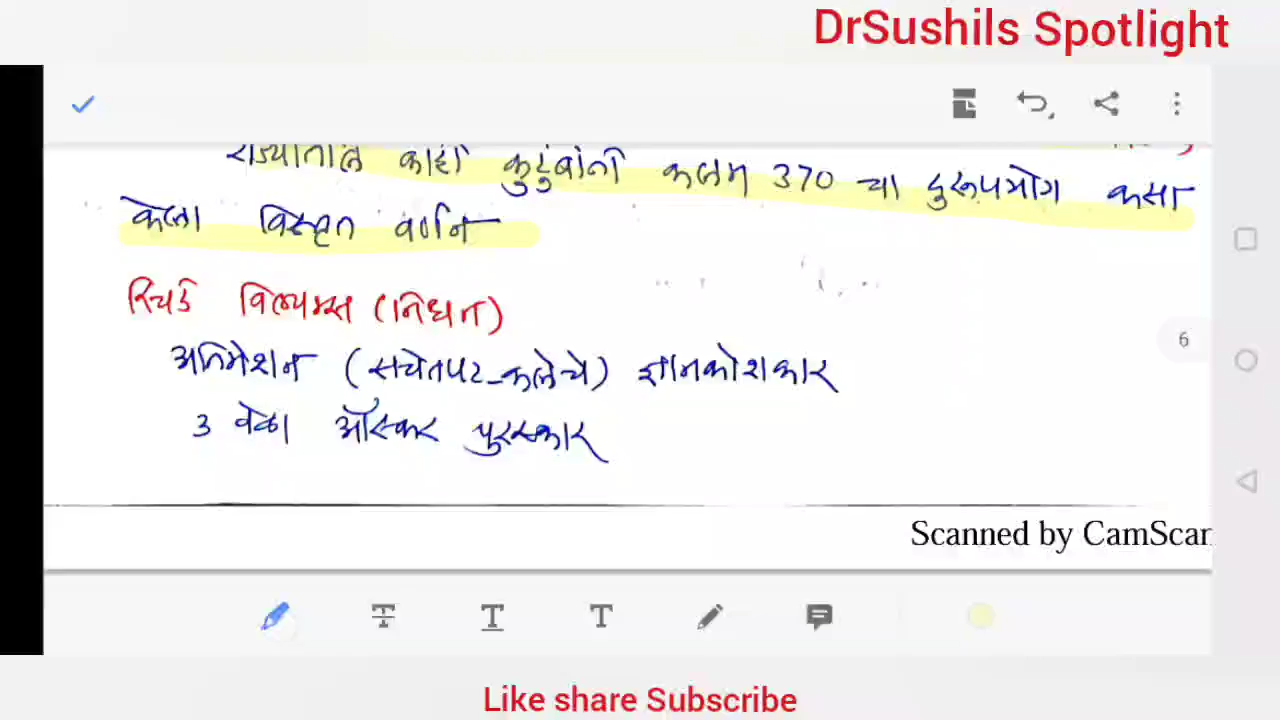 DrSushils Spotlight
राज्यातील काही कुटुंबांनी कलम 370 चा दुरूपयोग कसा
केला विस्तृत वर्णन
रिचर्ड विल्यम्स (निधन)
अनिमेशन (सचेतपट कलेचे) ज्ञानकोशकार
3 वेळा ऑस्कर पुरस्कार
6
Scanned by CamScan
Like share Subscribe